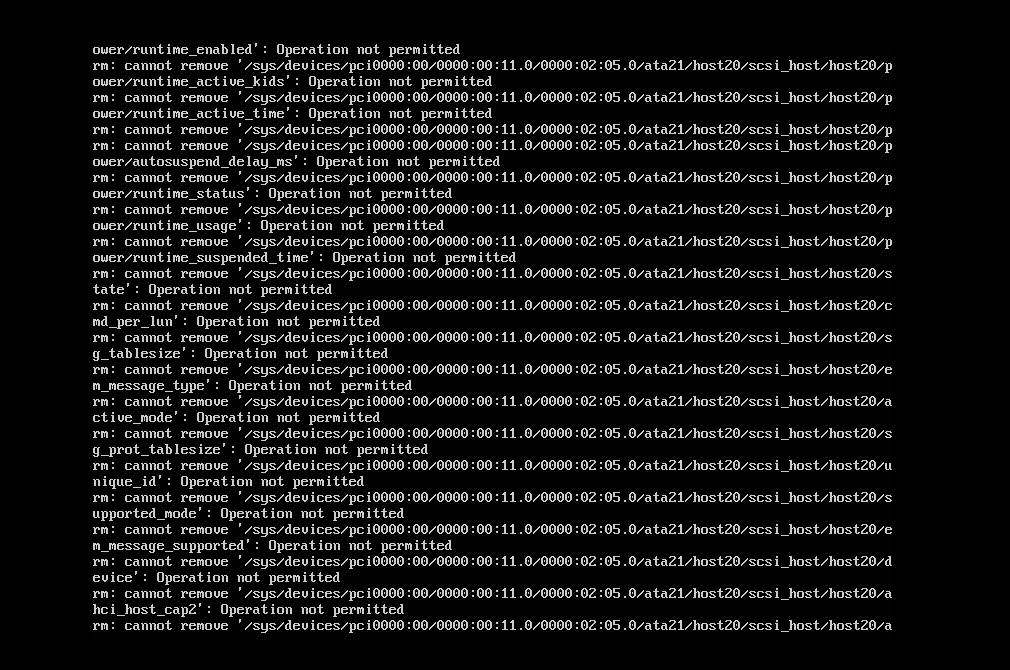 ower/runtime_enabled': Operation not permitted
rm: cannot remove '/sys/devices/pci0000:00/0000:00:11.0/0000:02:05.0/ata21/host20/scsi_host/host20/p
ower/runtime_active_kids': Operation not permitted
rm: cannot remove '/sys/devices/pci0000:00/0000:00:11.0/0000:02:05.0/ata21/host20/scsi_host/host20/p
ower/runtime_active_time': Operation not permitted
rm: cannot remove '/sys/devices/pci0000:00/0000:00:11.0/0000:02:05.0/ata21/host20/scsi_host/host20/p
rm: cannot remove '/sys/devices/pci0000:00/0000:00:11.0/0000:02:05.0/ata21/host20/scsi_host/host20/p
ower/autosuspend_delay_ms': Operation not permitted
rm: cannot remove '/sys/devices/pci0000:00/0000:00:11.0/0000:02:05.0/ata21/host20/scsi_host/host20/p
ower/runtime_status': Operation not permitted
rm: cannot remove '/sys/devices/pci0000:00/0000:00:11.0/0000:02:05.0/ata21/host20/scsi_host/host20/p
ower/runtime_usage': Operation not permitted
rm: cannot remove '/sys/devices/pci0000:00/0000:00:11.0/0000:02:05.0/ata21/host20/scsi_host/host20/p
ower/runtime_suspended_time': Operation not permitted
rm: cannot remove '/sys/devices/pci0000:00/0000:00:11.0/0000:02:05.0/ata21/host20/scsi_host/host20/s
tate': Operation not permitted
rm: cannot remove '/sys/devices/pci0000:00/0000:00:11.0/0000:02:05.0/ata21/host20/scsi_host/host20/c
md_per_lun': Operation not permitted
rm: cannot remove '/sys/devices/pci0000:00/0000:00:11.0/0000:02:05.0/ata21/host20/scsi_host/host20/s
g_tablesize': Operation not permitted
rm: cannot remove '/sys/devices/pci0000:00/0000:00:11.0/0000:02:05.0/ata21/host20/scsi_host/host20/e
m_message_type': Operation not permitted
rm: cannot remove '/sys/devices/pci0000:00/0000:00:11.0/0000:02:05.0/ata21/host20/scsi_host/host20/a
ctive_mode': Operation not permitted
rm: cannot remove '/sys/devices/pci0000:00/0000:00:11.0/0000:02:05.0/ata21/host20/scsi_host/host20/s
g_prot_tablesize': Operation not permitted
rm: cannot remove '/sys/devices/pci0000:00/0000:00:11.0/0000:02:05.0/ata21/host20/scsi_host/host20/u
nique_id': Operation not permitted
rm: cannot remove '/sys/devices/pci0000:00/0000:00:11.0/0000:02:05.0/ata21/host20/scsi_host/host20/s
upported_mode': Operation not permitted
rm: cannot remove '/sys/devices/pci0000:00/0000:00:11.0/0000:02:05.0/ata21/host20/scsi_host/host20/e
m_message_supported': Operation not permitted
rm: cannot remove '/sys/devices/pci0000:00/0000:00:11.0/0000:02:05.0/ata21/host20/scsi_host/host20/d
evice': Operation not permitted
rm: cannot remove '/sys/devices/pci0000:00/0000:00:11.0/0000:02:05.0/ata21/host20/scsi_host/host20/a
hci_host_cap2': Operation not permitted
rm: cannot remove '/sys/devices/pci0000:00/0000:00:11.0/0000:02:05.0/ata21/host20/scsi_host/host20/a